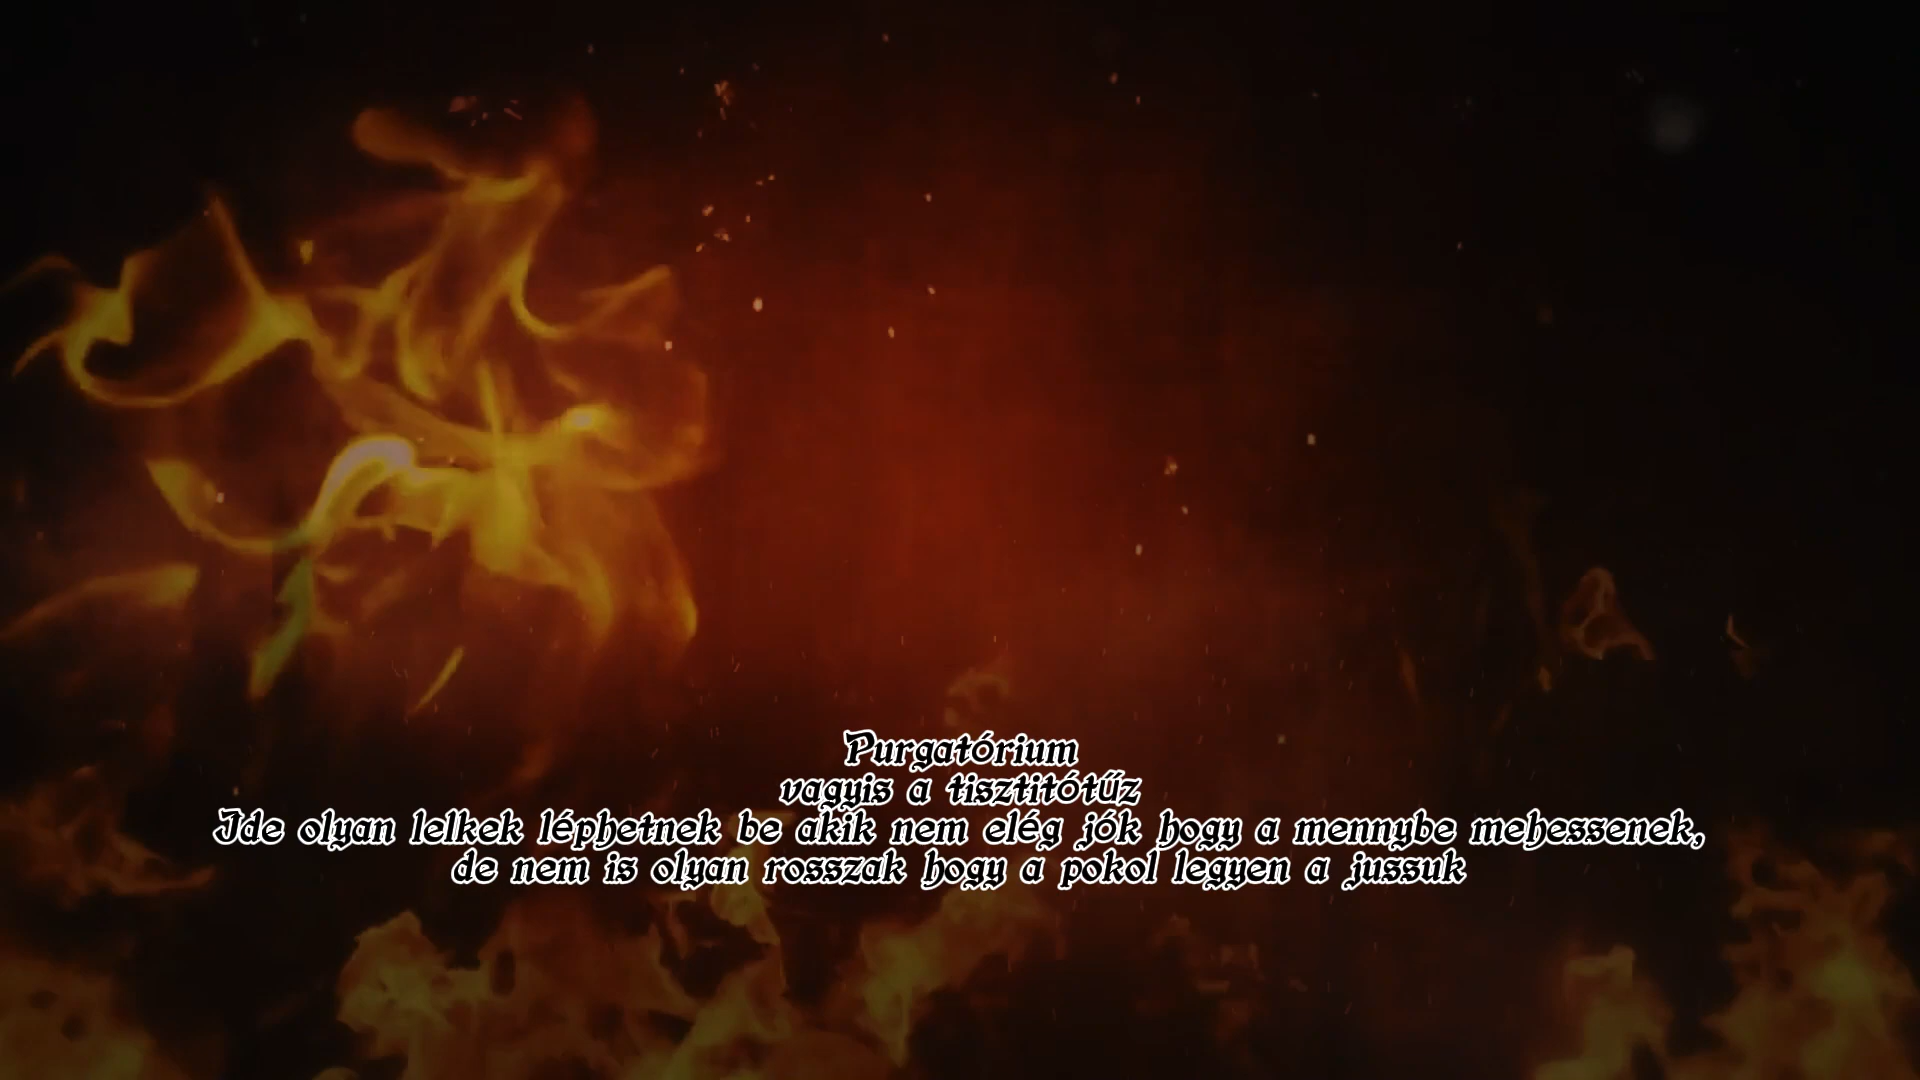 Purgatórium
vagyis a tisztitótűz
Ide olyan lelkek léphetnek be akik nem elég jók hogy a mennybe mehessenek,
de nem is olyan rosszak hogy a pokol legyen a jussuk